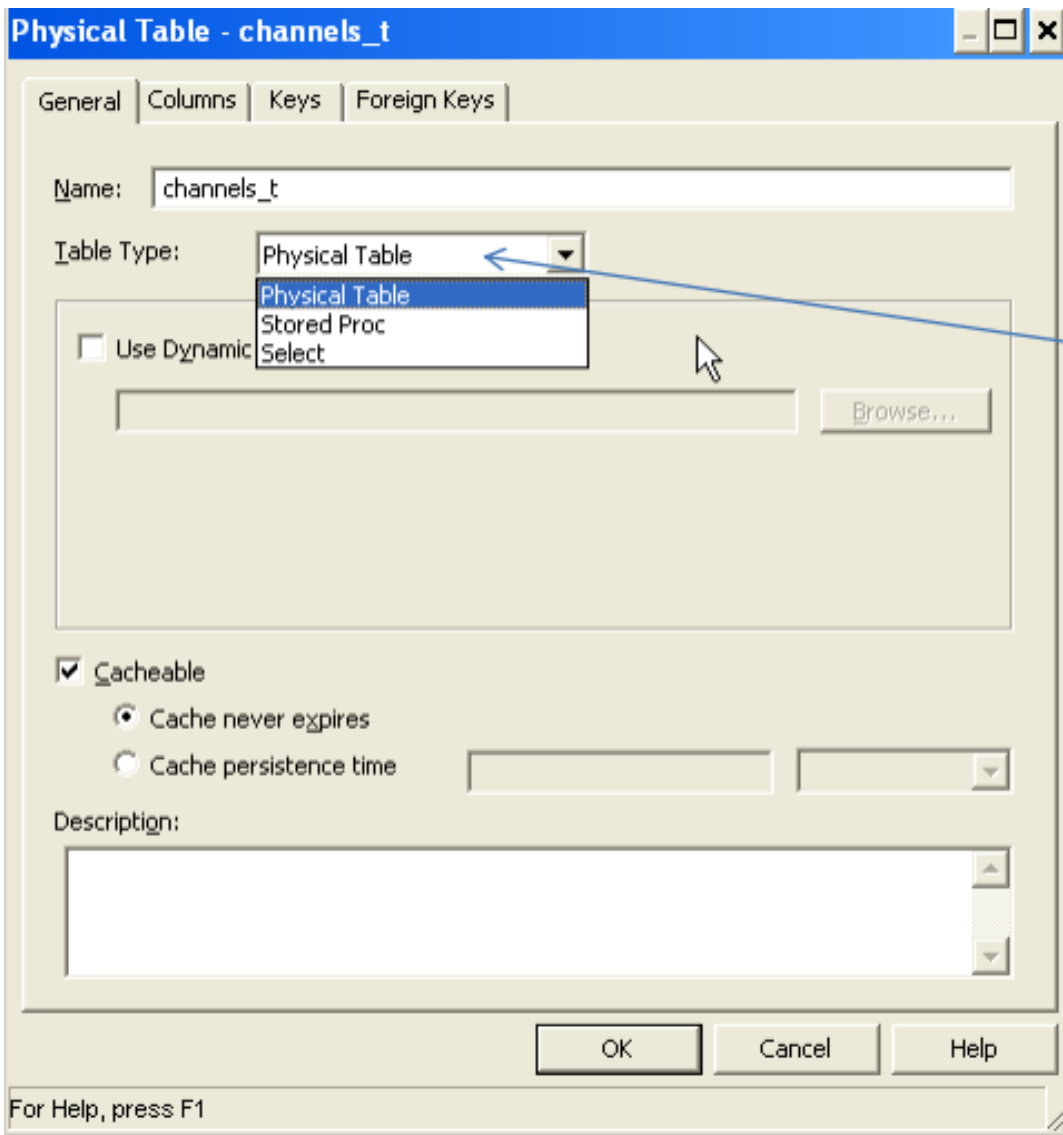 Physical Table - channels_t
General Columns Keys Foreign Keys
Name: channels_t
Table Type: Physical Table
Physical Table
Stored Proc
Use Dynamic Select
Browse...
Cacheable
Cache never expires
Cache persistence time
Description:
OK Cancel Help
For Help, press F1